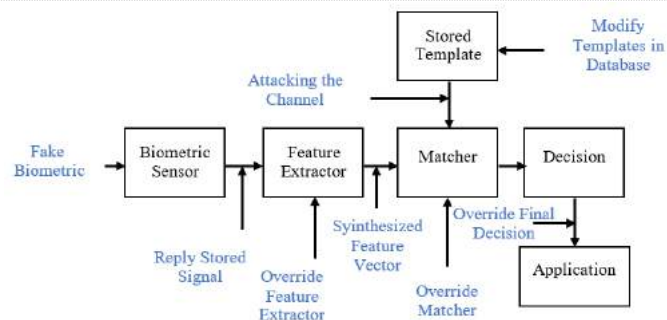 Stored
Template
Modify
Templates in
Database
Attacking the
Channel
Fake
Biometric
Biometric
Sensor
Feature
Extractor
Matcher
Decision
Reply Stored
Signal
Override
Feature
Extractor
Syinthesized
Feature
Vector
Override
Matcher
Override Final
Decision
Application